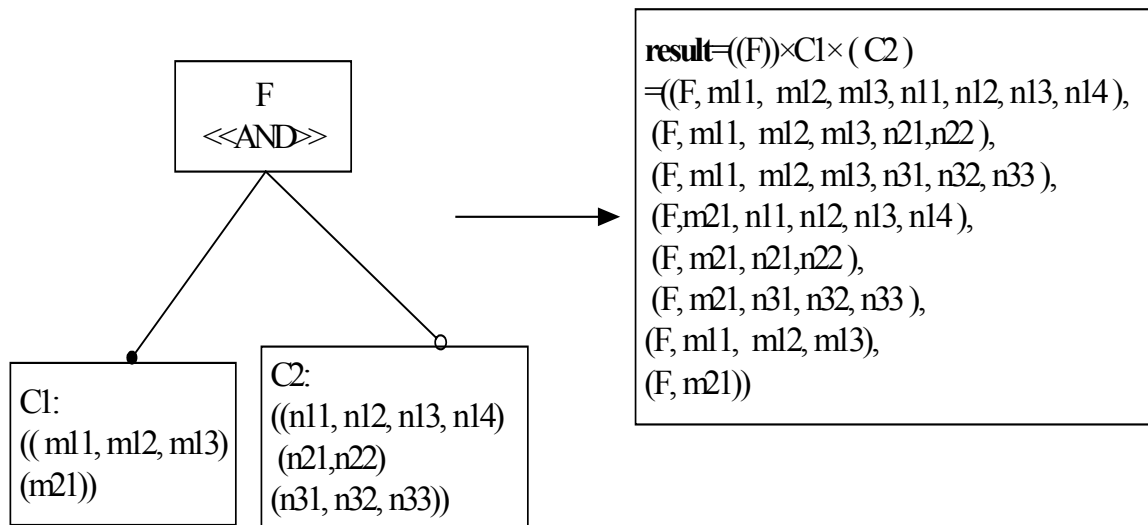 F
<<AND>>
C1:
(( m11, m12, m13)
(m21))
C2:
((n11, n12, n13, n14)
(n21,n22)
(n31, n32, n33))
result=((F))×C1× ( C2 )
=((F, m11, m12, m13, n11, n12, n13, n14 ),
(F, m11, m12, m13, n21,n22 ),
(F, m11, m12, m13, n31, n32, n33 ),
(F,m21, n11, n12, n13, n14 ),
(F, m21, n21,n22 ),
(F, m21, n31, n32, n33 ),
(F, m11, m12, m13),
(F, m21))